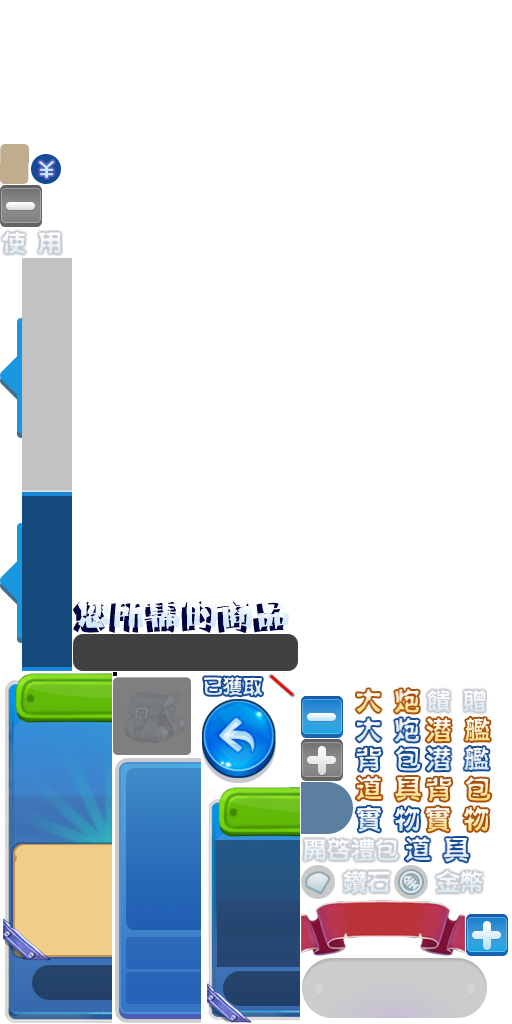 ¥
使 用
您所需的商品
已獲取
大 炮
饋 贈
大 炮
潜 艦
背 包
潜 艦
道 具
背 包
寶 物
寶 物
開啓禮包
道 具
鑽石
金幣